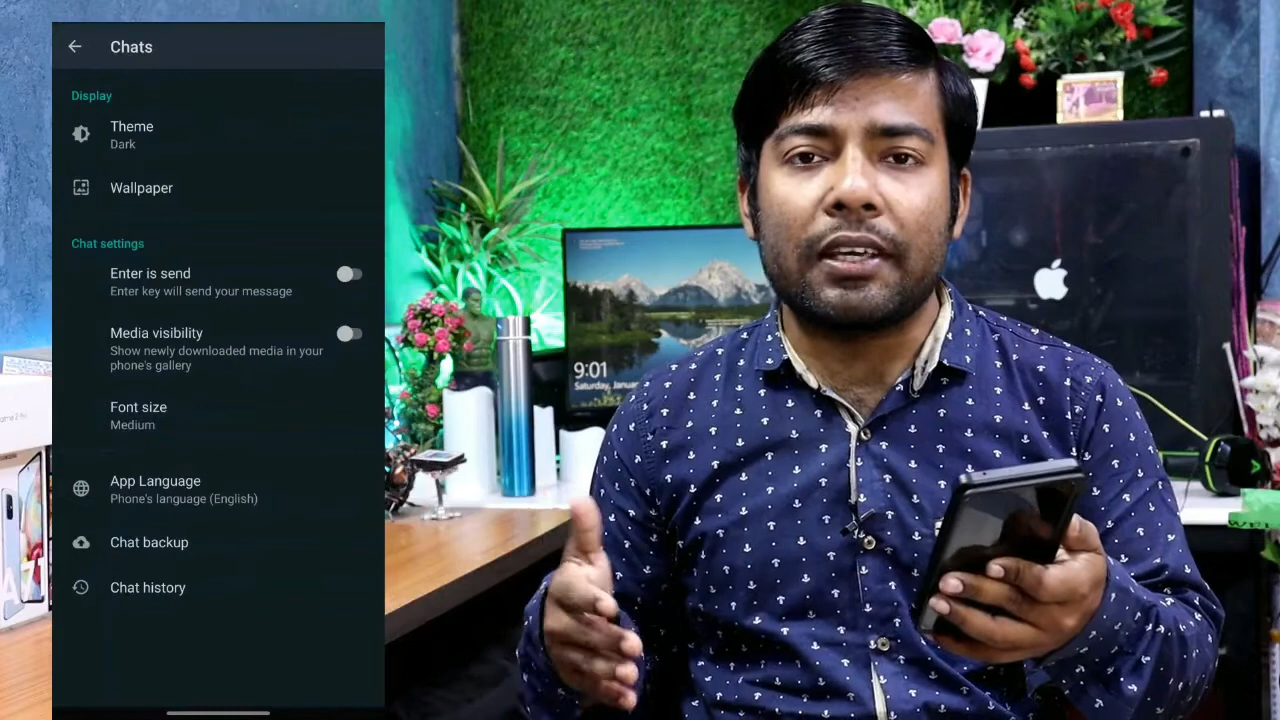 Chats
Display
Theme
Dark
Wallpaper
Chat settings
Enter is send
Enter key will send your message
Media visibility
Show newly downloaded media in your
phone's gallery
Font size
Medium
App Language
Phone's language (English)
Chat backup
Chat history
9:01
Saturday,